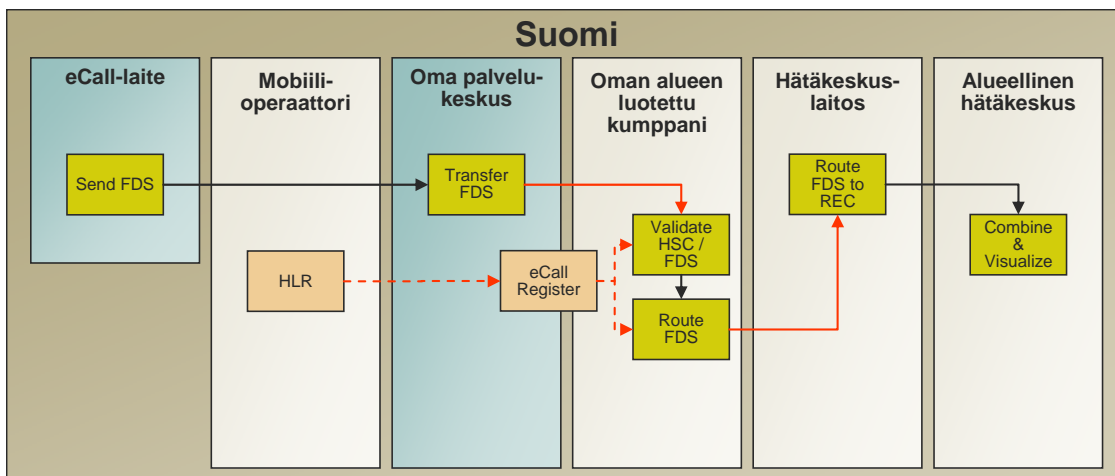 Suomi
eCall-laite
Mobiili-
operaattori
Oma palvelu-
keskus
Oman alueen
luotettu
kumppani
Hätäkeskus-
laitos
Alueellinen
hätäkeskus
Send FDS
Transfer
FDS
Route
FDS to
REC
Validate
HSC /
FDS
Combine
&
Visualize
HLR
eCall
Register
Route
FDS